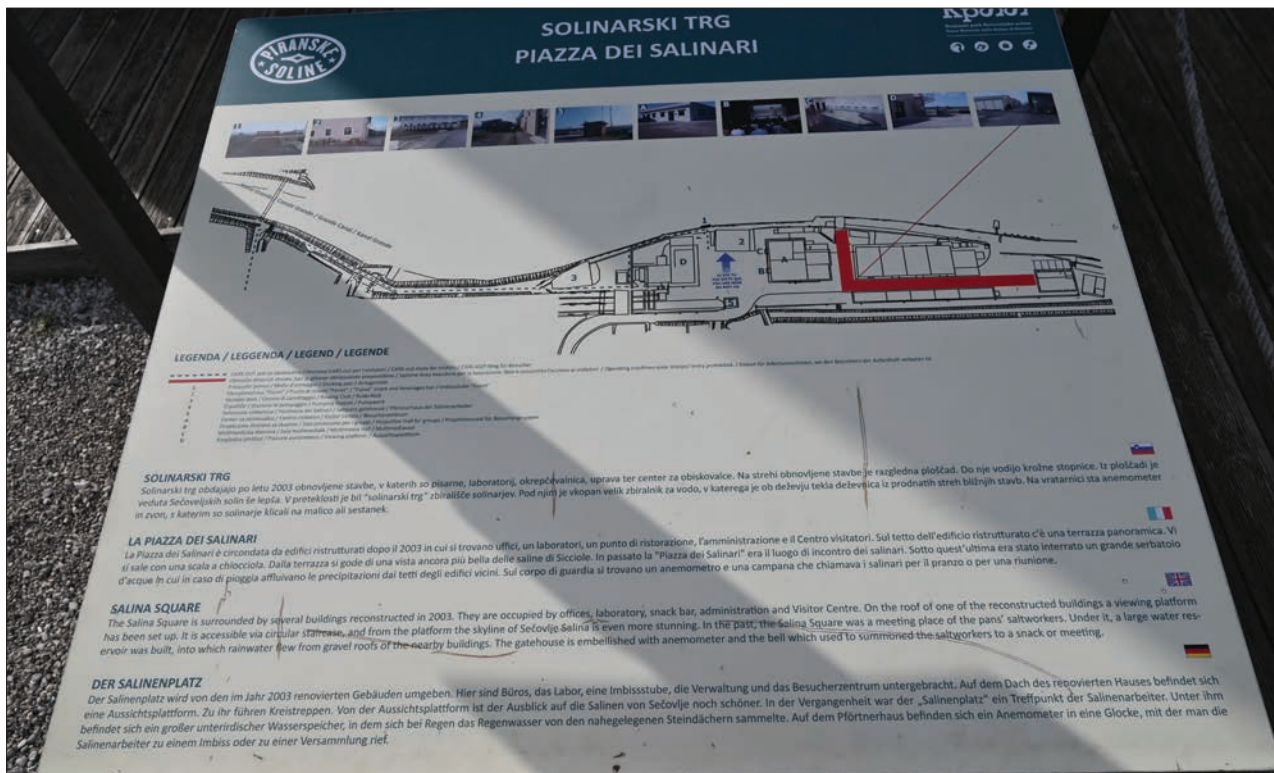 SOLINARSKI TRG
PIAZZA DEI SALINARI
PIRANSKE
SOLINE
Canale Grande / Grande Canal / Kanal Grande
1
2
3
D
C
A
B
5
LEGENDA / LEGGENDA / LEGEND / LEGENDE
SOLINARSKI TRG
Solinarski trg obdajajo po letu 2003 obnovljene stavbe, v katerih so pisarne, laboratorij, okrepčevalnica, uprava ter center za obiskovalce. Na strehi obnovljene stavbe je razgledna ploščad. Do nje vodijo krožne stopnice. Iz ploščadi je
veduta Sečoveljskih solin še lepša. V preteklosti je bil "solinarski trg" zbirališče solinarjev. Pod njim je vkopan velik zbiralnik za vodo, v katerega je ob deževju tekla deževnica iz prodnatih streh bližnjih stavb. Na vratarnici sta anemometer
in zvon, s katerim so solinarje klicali na malico ali sestanek.
LA PIAZZA DEI SALINARI
La Piazza dei Salinari è circondata da edifici ristrutturati dopo il 2003 in cui si trovano uffici, un laboratori, un punto di ristorazione, l'amministrazione e il Centro visitatori. Sul tetto dell'edificio ristrutturato c'è una terrazza panoramica. Vi
si sale con una scala a chiocciola. Dalla terrazza si gode di una vista ancora più bella delle saline di Sicciole. In passato la "Piazza dei Salinari" era il luogo di incontro dei salinari. Sotto quest'ultima era stato interrato un grande serbatoio
d'acque in cui in caso di pioggia affluivano le precipitazioni dai tetti degli edifici vicini. Sul corpo di guardia si trovano un anemometro e una campana che chiamava i salinari per il pranzo o per una riunione.
SALINA SQUARE
The Salina Square is surrounded by several buildings reconstructed in 2003. They are occupied by offices, laboratory, snack bar, administration and Visitor Centre. On the roof of one of the reconstructed buildings a viewing platform
has been set up. It is accessible via circular staircase, and from the platform the skyline of Sečovlje Salina is even more stunning. In the past, the Salina Square was a meeting place of the pans' saltworkers. Under it, a large water res-
ervoir was built, into which rainwater flew from gravel roofs of the nearby buildings. The gatehouse is embellished with anemometer and the bell which used to summoned the saltworkers to a snack or meeting.
DER SALINENPLATZ
Der Salinenplatz wird von den im Jahr 2003 renovierten Gebäuden umgeben. Hier sind Büros, das Labor, eine Imbissstube, die Verwaltung und das Besucherzentrum untergebracht. Auf dem Dach des renovierten Hauses befindet sich
eine Aussichtsplattform. Zu ihr führen Kreistreppen. Von der Aussichtsplattform ist der Ausblick auf die Salinen von Sečovlje noch schöner. In der Vergangenheit war der „Salinenplatz" ein Treffpunkt der Salinenarbeiter. Unter ihm
befindet sich ein großer unterirdischer Wasserspeicher, in dem sich bei Regen das Regenwasser von den nahegelegenen Steindächern sammelte. Auf dem Pförtnerhaus befinden sich ein Anemometer in eine Glocke, mit der man die
Salinenarbeiter zu einem Imbiss oder zu einer Versammlung rief.